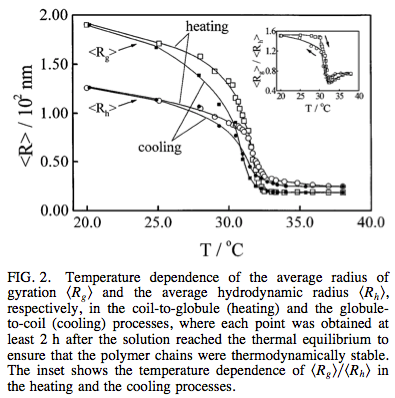 2.00
1.50
1.00
0.50
0.00
<R> / 10² nm
<Rg>
<Rh>
heating
cooling
20.0 25.0 30.0 35.0 40.0
T / °C
<Rg> / <Rh>
1.6
1.2
0.8
0.4
20 30 40
T / °C
FIG. 2. Temperature dependence of the average radius of
gyration ⟨Rg⟩ and the average hydrodynamic radius ⟨Rh⟩,
respectively, in the coil-to-globule (heating) and the globule-
to-coil (cooling) processes, where each point was obtained at
least 2 h after the solution reached the thermal equilibrium to
ensure that the polymer chains were thermodynamically stable.
The inset shows the temperature dependence of ⟨Rg⟩/⟨Rh⟩ in
the heating and the cooling processes.